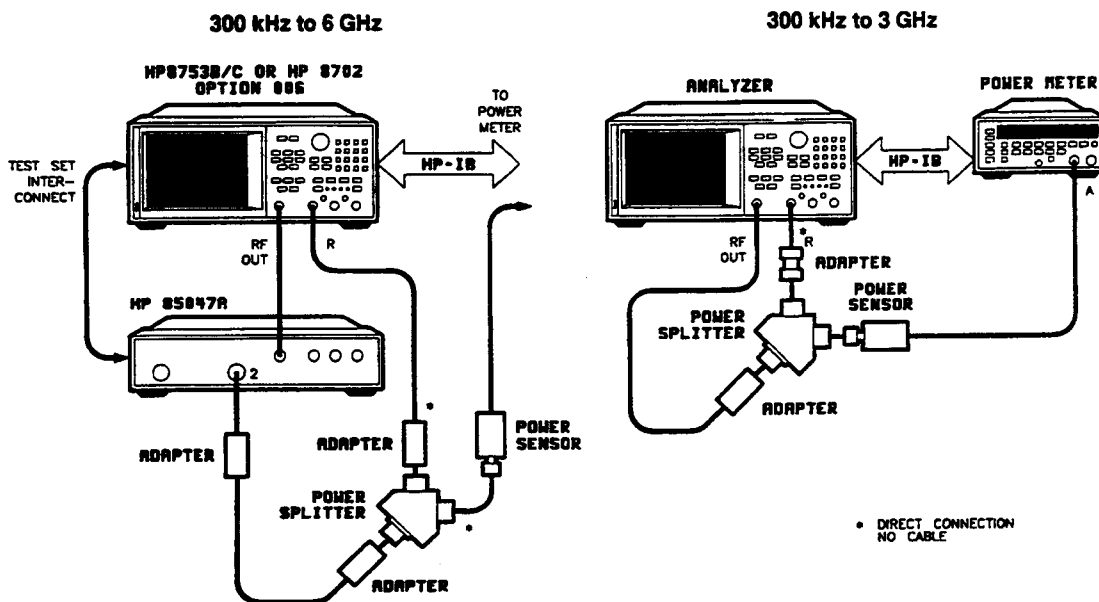 300 kHz to 6 GHz
HP8753B/C OR HP 8702
OPTION 006
TO
POWER
METER
TEST SET
INTER-
CONNECT
HP-IB
RF
OUT
R
HP 85047A
2
ADAPTER
*
ADAPTER
POWER
SENSOR
POWER
SPLITTER
*
ADAPTER
300 kHz to 3 GHz
ANALYZER
POWER METER
HP-IB
A
RF
OUT
*
R
ADAPTER
POWER
SENSOR
POWER
SPLITTER
ADAPTER
* DIRECT CONNECTION
NO CABLE